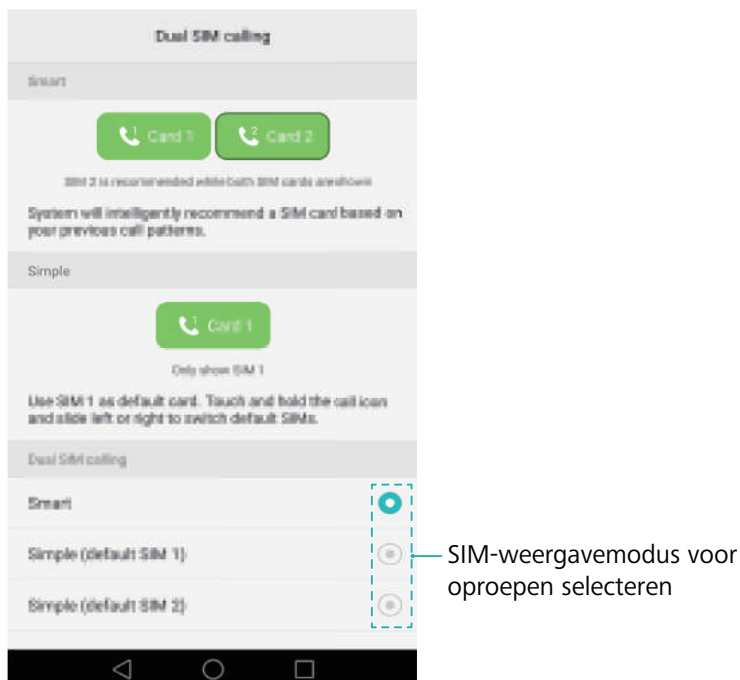 Dual SIM calling
Smart
1 Card 1
2 Card 2
SIM 2 is recommended while both SIM cards are shown
System will intelligently recommend a SIM card based on
your previous call patterns.
Simple
1 Card 1
Only show SIM 1
Use SIM 1 as default card. Touch and hold the call icon
and slide left or right to switch default SIMs.
Dual SIM calling
Smart
Simple (default SIM 1)
Simple (default SIM 2)
SIM-weergavemodus voor
oproepen selecteren